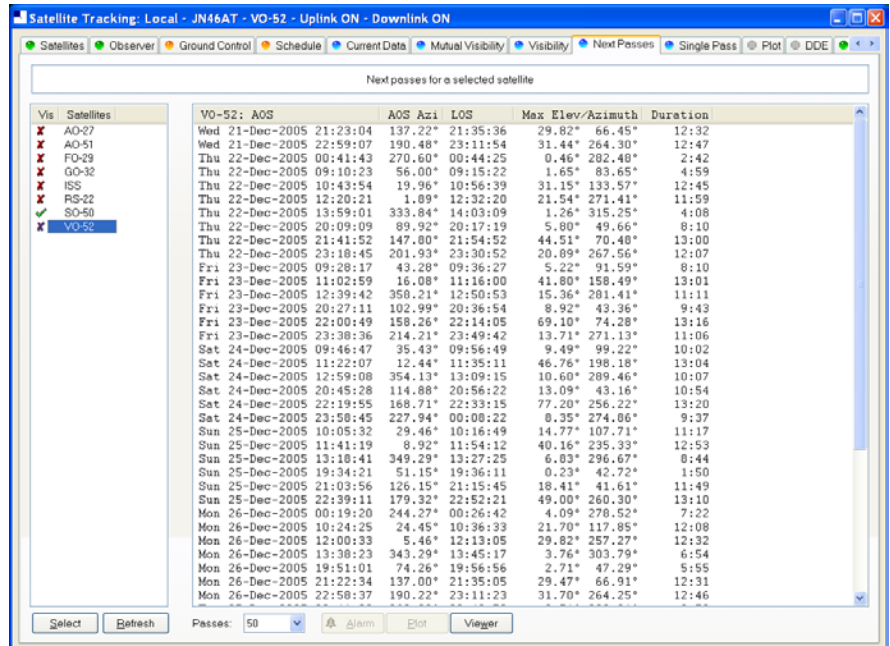 Satellite Tracking: Local - JN46AT - VO-52 - Uplink ON - Downlink ON
Satellites Observer Ground Control Schedule Current Data Mutual Visibility Visibility Next Passes Single Pass Plot DDE
Next passes for a selected satellite
Vis Satellites
AO-27
AO-51
FO-29
GO-32
ISS
RS-22
SO-50
VO-52
VO-52: AOS AOS Azi LOS Max Elev/Azimuth Duration
Wed 21-Dec-2005 21:23:04 137.22° 21:35:36 29.82° 66.45° 12:32
Wed 21-Dec-2005 22:59:07 190.48° 23:11:54 31.44° 264.30° 12:47
Thu 22-Dec-2005 00:41:43 270.60° 00:44:25 0.46° 282.48° 2:42
Thu 22-Dec-2005 09:10:23 56.00° 09:15:22 1.65° 83.65° 4:59
Thu 22-Dec-2005 10:43:54 19.96° 10:56:39 31.15° 133.57° 12:45
Thu 22-Dec-2005 12:20:21 1.89° 12:32:20 21.54° 271.41° 11:59
Thu 22-Dec-2005 13:59:01 333.84° 14:03:09 1.26° 315.25° 4:08
Thu 22-Dec-2005 20:09:09 89.92° 20:17:19 5.80° 49.66° 8:10
Thu 22-Dec-2005 21:41:52 147.80° 21:54:52 44.51° 70.48° 13:00
Thu 22-Dec-2005 23:18:45 201.93° 23:30:52 20.89° 267.56° 12:07
Fri 23-Dec-2005 09:28:17 43.28° 09:36:27 5.22° 91.59° 8:10
Fri 23-Dec-2005 11:02:59 16.08° 11:16:00 41.80° 158.49° 13:01
Fri 23-Dec-2005 12:39:42 358.21° 12:50:53 15.36° 281.41° 11:11
Fri 23-Dec-2005 20:27:11 102.99° 20:36:54 8.92° 43.36° 9:43
Fri 23-Dec-2005 22:00:49 158.26° 22:14:05 69.10° 74.28° 13:16
Fri 23-Dec-2005 23:38:36 214.21° 23:49:42 13.71° 271.13° 11:06
Sat 24-Dec-2005 09:46:47 35.43° 09:56:49 9.49° 99.22° 10:02
Sat 24-Dec-2005 11:22:07 12.44° 11:35:11 46.76° 198.18° 13:04
Sat 24-Dec-2005 12:59:08 354.13° 13:09:15 10.60° 289.46° 10:07
Sat 24-Dec-2005 20:45:28 114.88° 20:56:22 13.09° 43.16° 10:54
Sat 24-Dec-2005 22:19:55 168.71° 22:33:15 77.20° 256.22° 13:20
Sat 24-Dec-2005 23:58:45 227.94° 00:08:22 8.35° 274.86° 9:37
Sun 25-Dec-2005 10:05:32 29.46° 10:16:49 14.77° 107.71° 11:17
Sun 25-Dec-2005 11:41:19 8.92° 11:54:12 40.16° 235.33° 12:53
Sun 25-Dec-2005 13:18:41 349.29° 13:27:25 6.83° 296.67° 8:44
Sun 25-Dec-2005 19:34:21 51.15° 19:36:11 0.23° 42.72° 1:50
Sun 25-Dec-2005 21:03:56 126.15° 21:15:45 18.41° 41.61° 11:49
Sun 25-Dec-2005 22:39:11 179.32° 22:52:21 49.00° 260.30° 13:10
Mon 26-Dec-2005 00:19:20 244.27° 00:26:42 4.09° 278.52° 7:22
Mon 26-Dec-2005 10:24:25 24.45° 10:36:33 21.70° 117.85° 12:08
Mon 26-Dec-2005 12:00:33 5.46° 12:13:05 29.82° 257.27° 12:32
Mon 26-Dec-2005 13:38:23 343.29° 13:45:17 3.76° 303.79° 6:54
Mon 26-Dec-2005 19:51:01 74.26° 19:56:56 2.71° 47.29° 5:55
Mon 26-Dec-2005 21:22:34 137.00° 21:35:05 29.47° 66.91° 12:31
Mon 26-Dec-2005 22:58:37 190.22° 23:11:23 31.70° 264.25° 12:46
Select Refresh Passes: 50 Alarm Plot Viewer